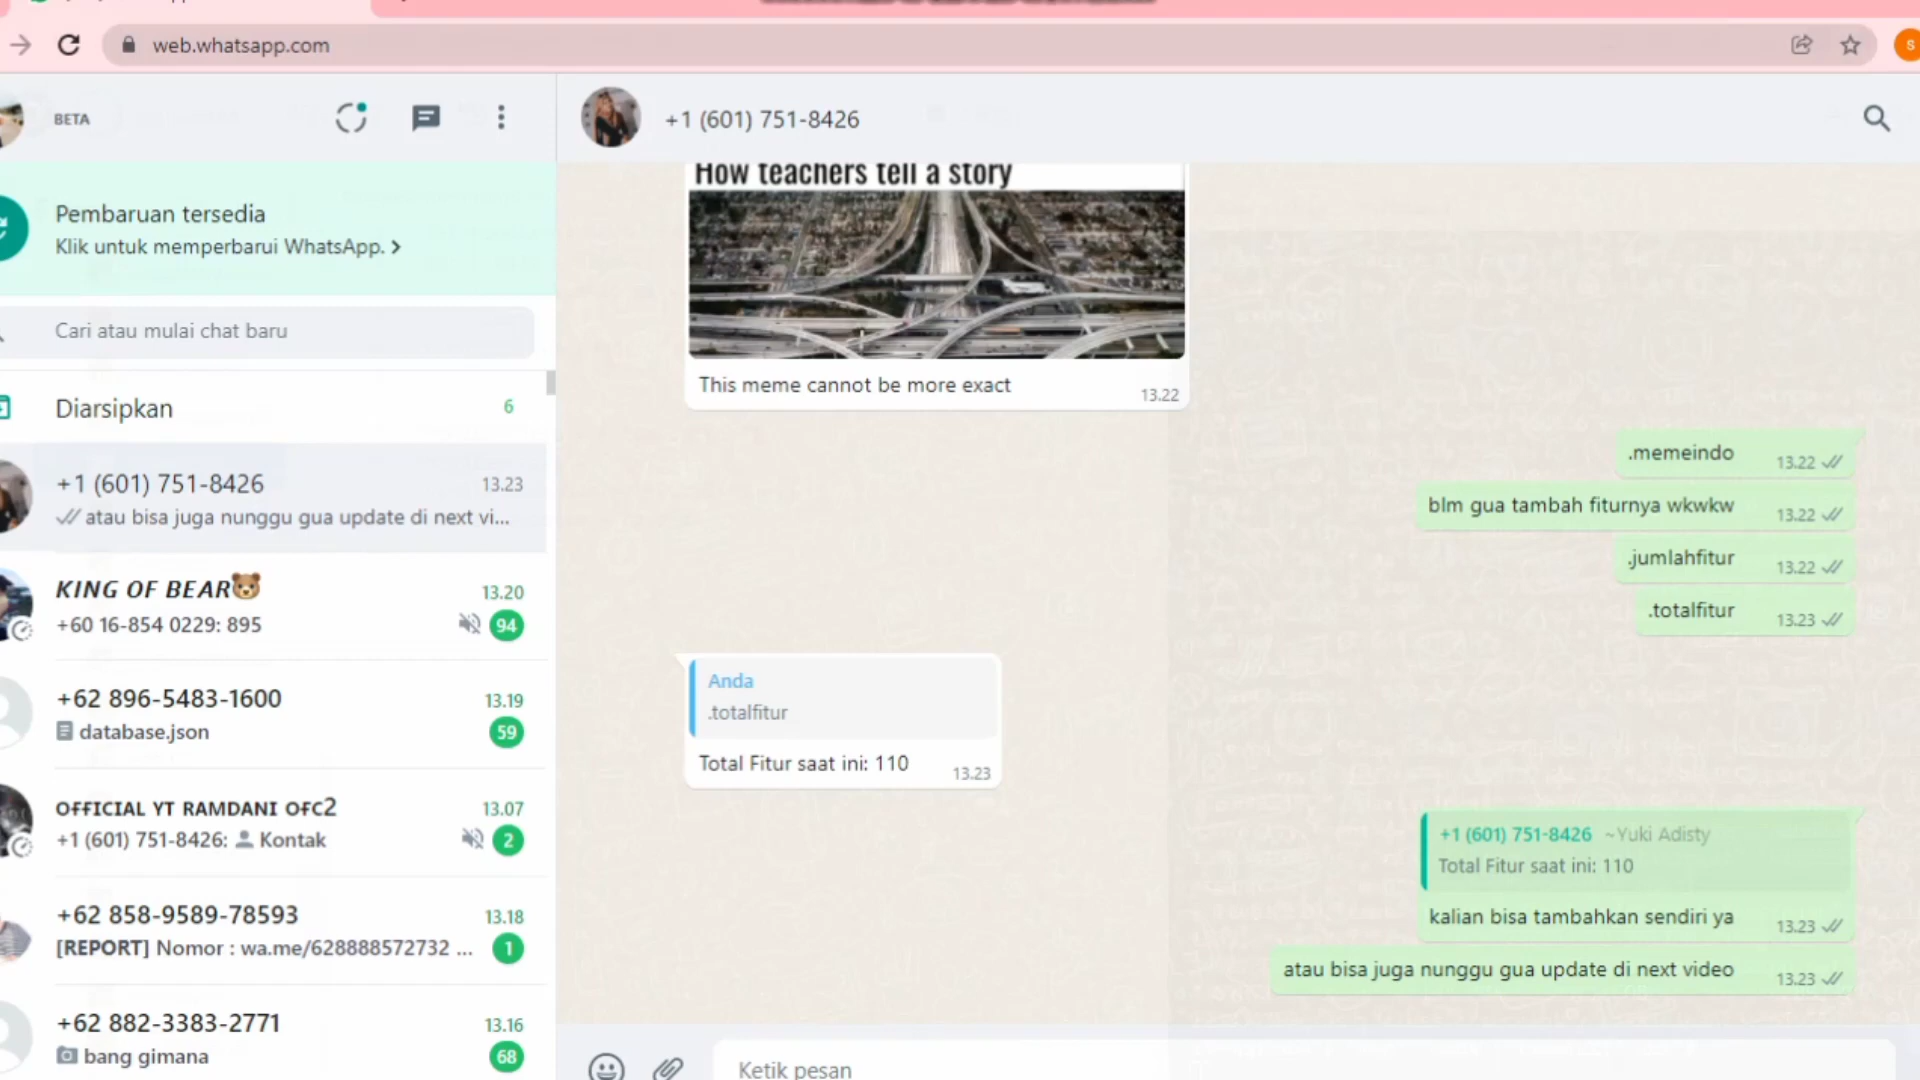 web.whatsapp.com
S
BETA
+1 (601) 751-8426
Pembaruan tersedia
Klik untuk memperbarui WhatsApp.
Cari atau mulai chat baru
Diarsipkan
6
+1 (601) 751-8426
13.23
atau bisa juga nunggu gua update di next vi...
KING OF BEAR🐻
13.20
+60 16-854 0229: 895
94
+62 896-5483-1600
13.19
database.json
59
OFFICIAL YT RAMDANI OFC2
13.07
+1 (601) 751-8426: Kontak
2
+62 858-9589-78593
13.18
[REPORT] Nomor : wa.me/628888572732 ...
1
+62 882-3383-2771
13.16
bang gimana
68
How teachers tell a story
This meme cannot be more exact
13.22
.memeindo
13.22
blm gua tambah fiturnya wkwkw
13.22
.jumlahfitur
13.22
.totalfitur
13.23
Anda
.totalfitur
Total Fitur saat ini: 110
13.23
+1 (601) 751-8426 ~Yuki Adisty
Total Fitur saat ini: 110
kalian bisa tambahkan sendiri ya
13.23
atau bisa juga nunggu gua update di next video
13.23
Ketik pesan